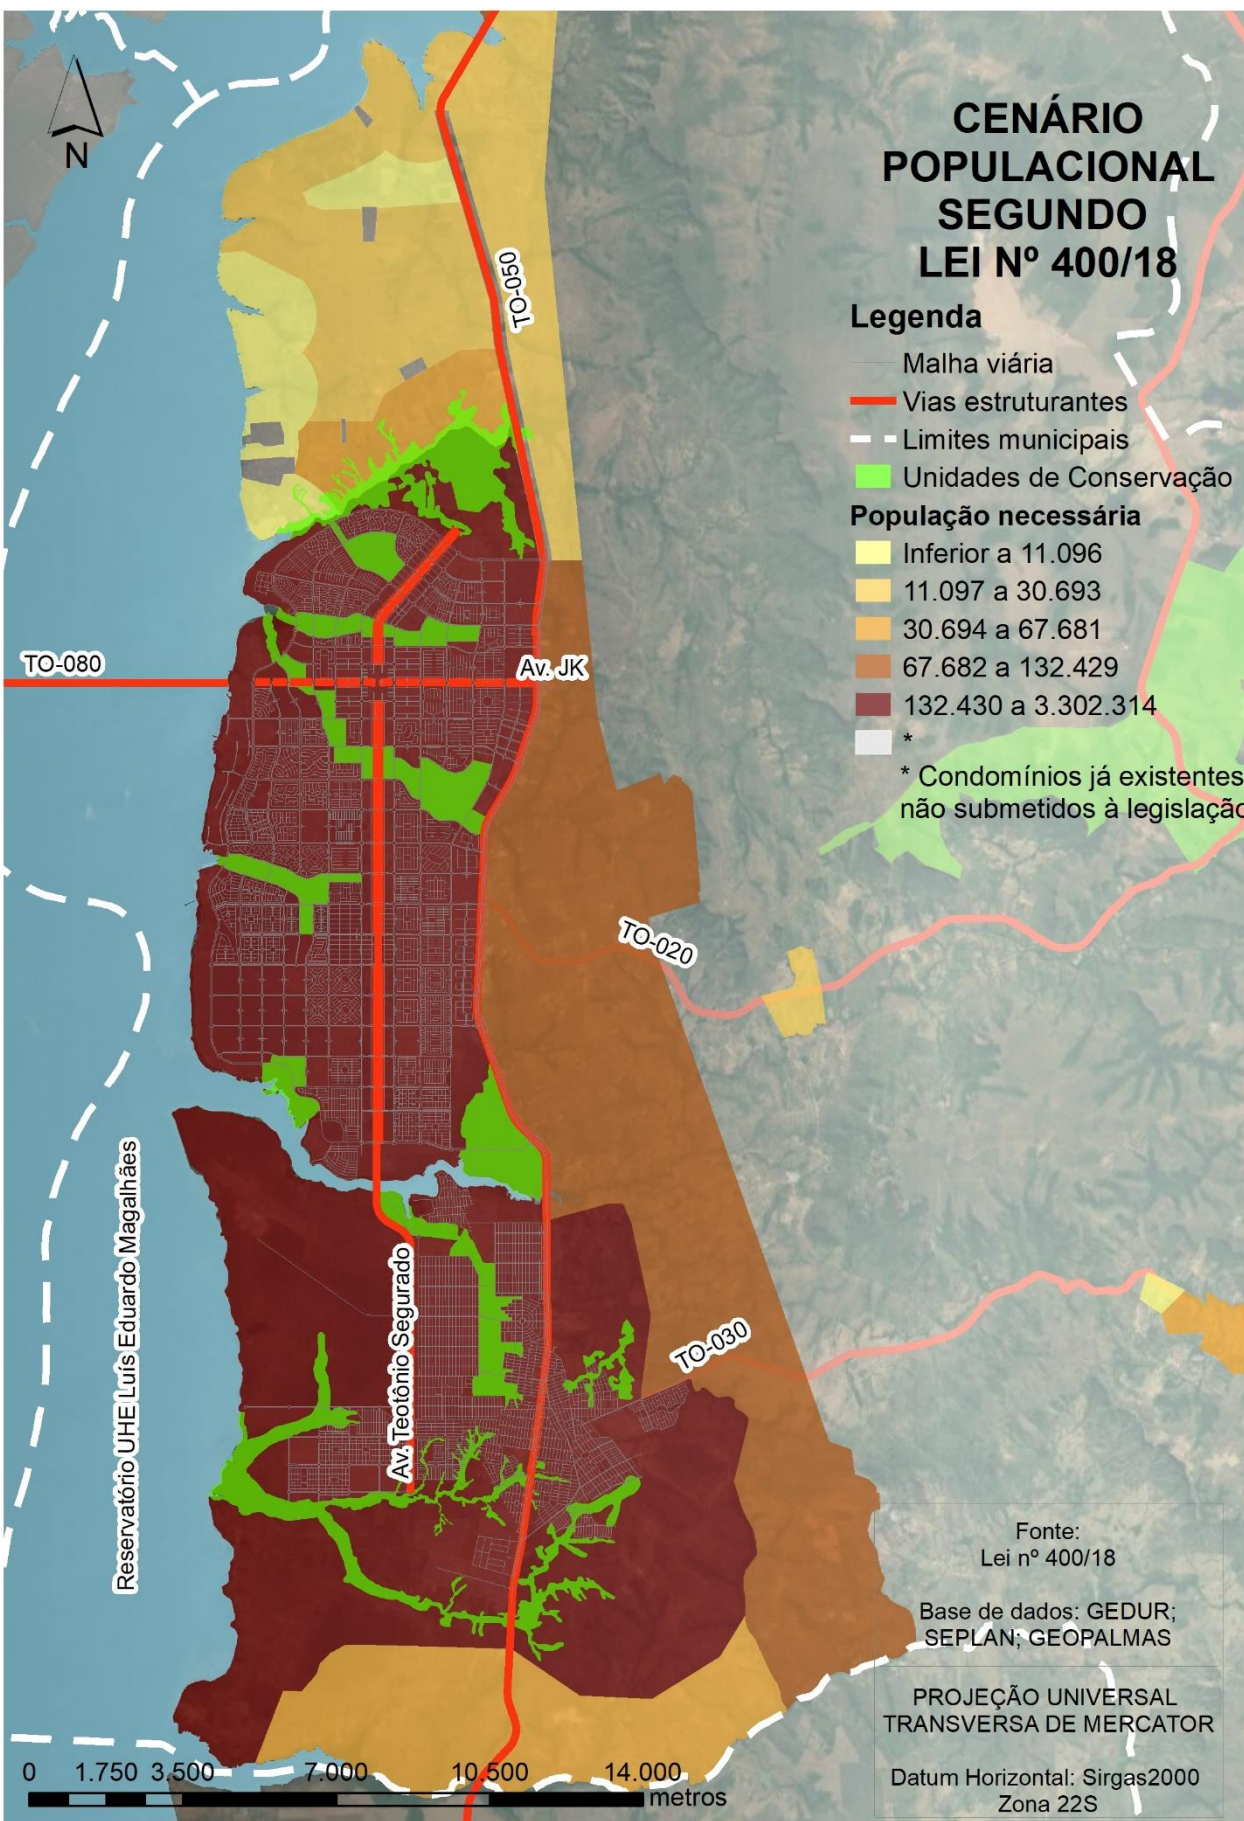 N
CENÁRIO
POPULACIONAL
SEGUNDO
LEI Nº 400/18
Legenda
Malha viária
Vias estruturantes
Limites municipais
Unidades de Conservação
População necessária
Inferior a 11.096
11.097 a 30.693
30.694 a 67.681
67.682 a 132.429
132.430 a 3.302.314
*
* Condomínios já existentes
não submetidos à legislação
TO-050
TO-080
Av. JK
TO-020
Reservatório UHE Luís Eduardo Magalhães
Av. Teotônio Segurado
TO-030
Fonte:
Lei nº 400/18
Base de dados: GEDUR;
SEPLAN; GEOPALMAS
PROJEÇÃO UNIVERSAL
TRANSVERSA DE MERCATOR
Datum Horizontal: Sirgas2000
Zona 22S
0 1.750 3.500 7.000 10.500 14.000
metros